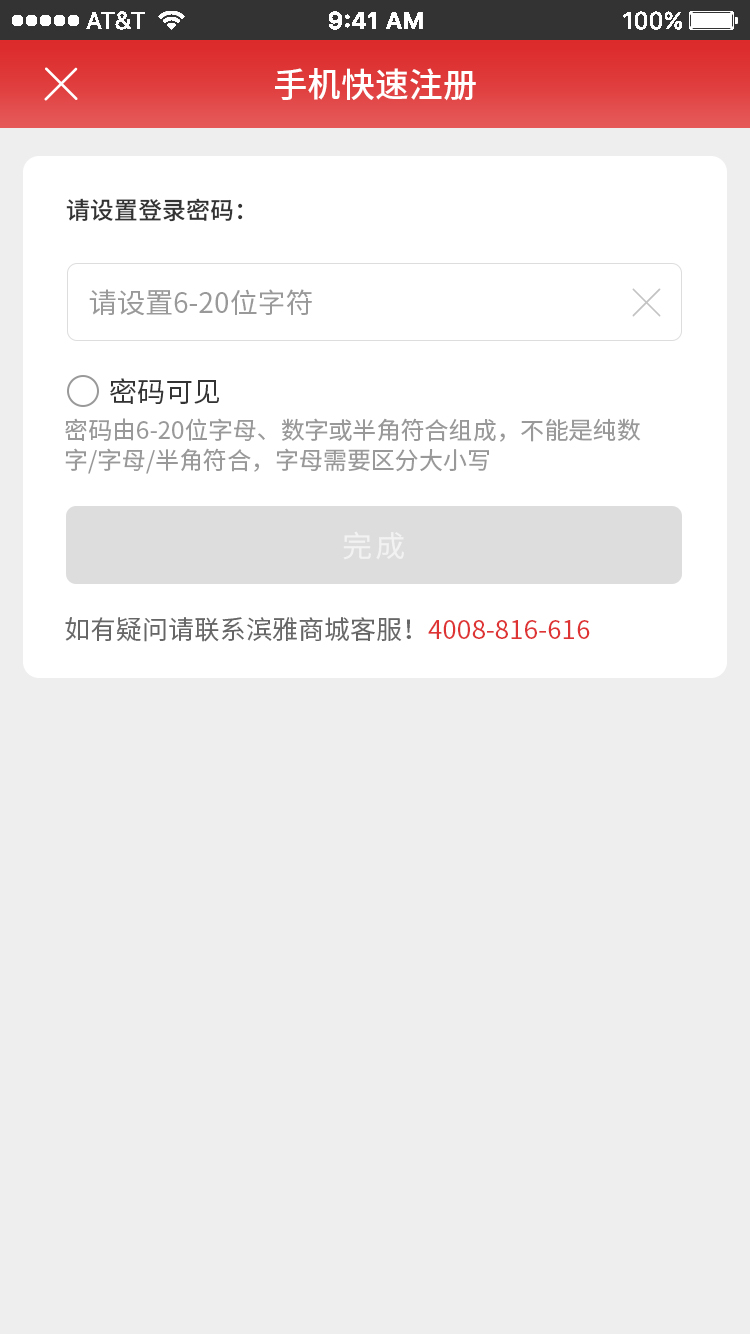 AT&T 9:41 AM 100%
手机快速注册
请设置登录密码：
请设置6-20位字符
密码可见
密码由6-20位字母、数字或半角符合组成，不能是纯数
字/字母/半角符合，字母需要区分大小写
完成
如有疑问请联系滨雅商城客服！4008-816-616